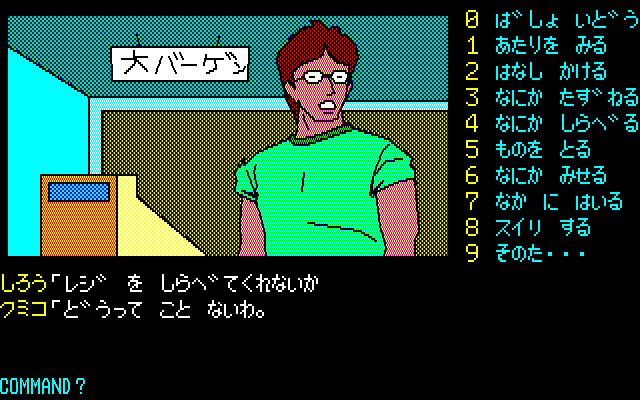 大バーゲン
0 ば゛しょ いど゛う
1 あたりを みる
2 はなし かける
3 なにか たず゛ねる
4 なにか しらべ゛る
5 ものを とる
6 なにか みせる
7 なか に はいる
8 スイリ する
9 そのた・・・
しろう「レジ゛ を しらべ゛てくれないか
クミコ「ど゛うって こと ないわ。
COMMAND?